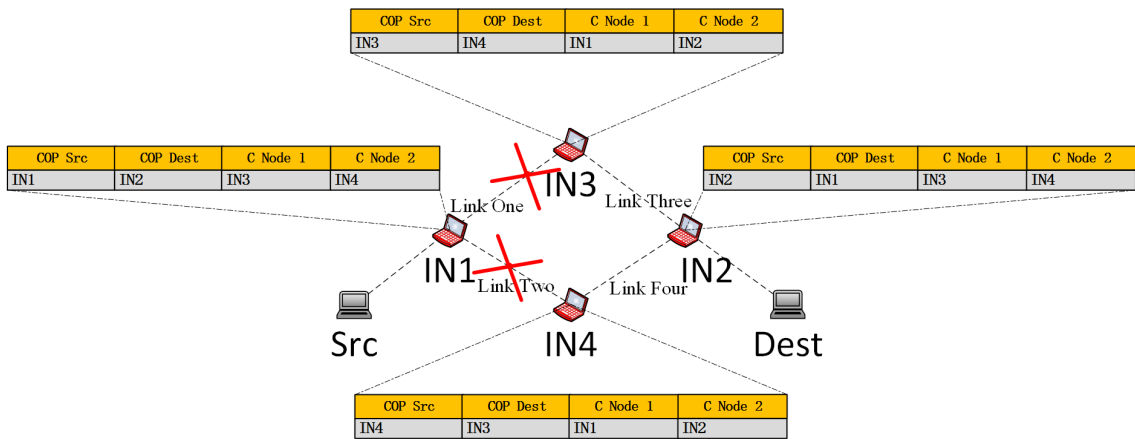 COP Src COP Dest C Node 1 C Node 2
IN3 IN4 IN1 IN2
COP Src COP Dest C Node 1 C Node 2
IN1 IN2 IN3 IN4
COP Src COP Dest C Node 1 C Node 2
IN2 IN1 IN3 IN4
IN3
Link One
Link Three
IN1
IN2
Link Two
Link Four
Src
IN4
Dest
COP Src COP Dest C Node 1 C Node 2
IN4 IN3 IN1 IN2